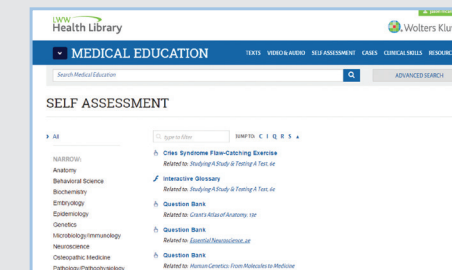 LWW
Health Library
Wolters Klu
MEDICAL EDUCATION
TEXTS VIDEO & AUDIO SELF ASSESSMENT CASES CLINICAL SKILLS RESOURC
Search Medical Education
ADVANCED SEARCH
SELF ASSESSMENT
All
type to filter
JUMP TO: C I Q R S
NARROW:
Anatomy
Behavioral Science
Biochemistry
Embryology
Epidemiology
Genetics
Microbiology/Immunology
Neuroscience
Osteopathic Medicine
Pathology/Pathophysiology
Cries Syndrome Flaw-Catching Exercise
Related to: Studying A Study & Testing A Test, 6e
Interactive Glossary
Related to: Studying A Study & Testing A Test, 6e
Question Bank
Related to: Grant's Atlas of Anatomy, 13e
Question Bank
Related to: Essential Neuroscience, 2e
Question Bank
Related to: Human Genetics: From Molecules to Medicine